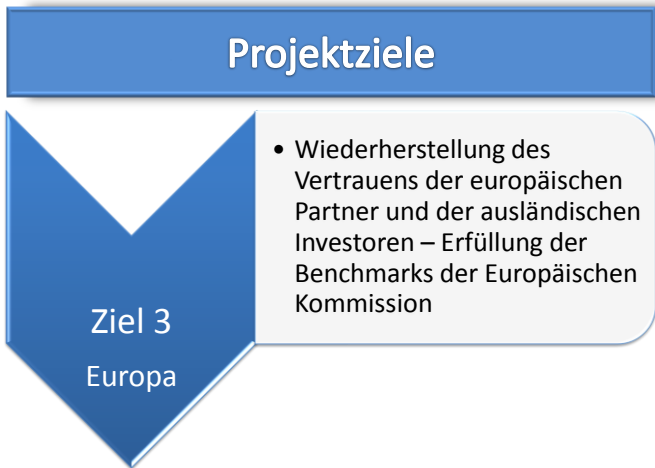 Projektziele
• Wiederherstellung des
Vertrauens der europäischen
Partner und der ausländischen
Investoren – Erfüllung der
Benchmarks der Europäischen
Kommission
Ziel 3
Europa